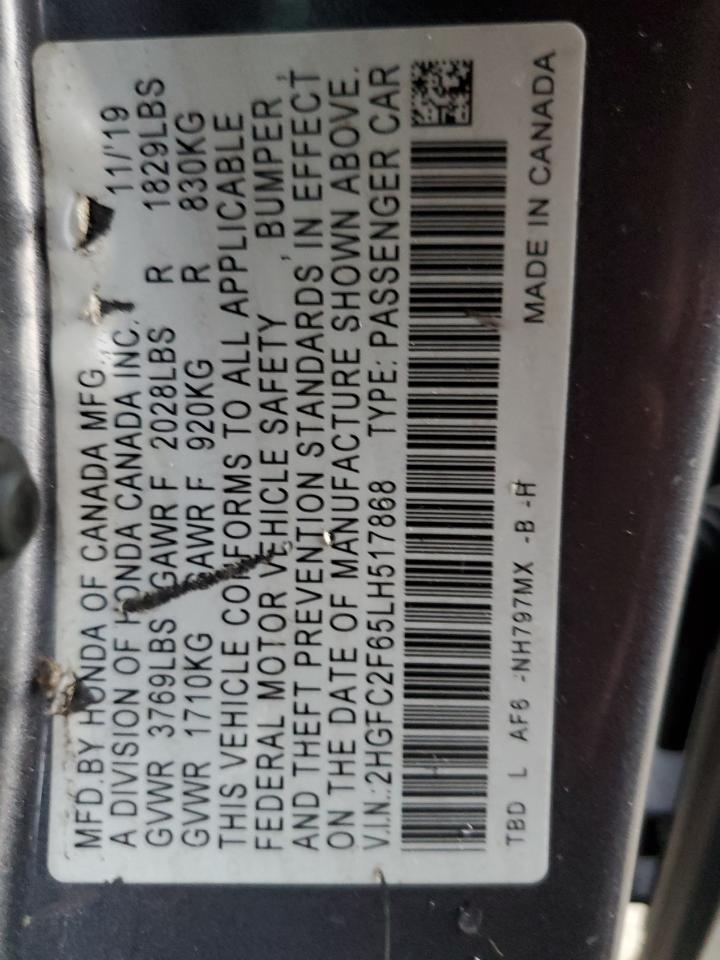 MFD.BY HONDA OF CANADA MFG. 11/'19
A DIVISION OF HONDA CANADA INC.
GVWR 3769LBS GAWR F 2028LBS R 1829LBS
GVWR 1710KG GAWR F 920KG R 830KG
THIS VEHICLE CONFORMS TO ALL APPLICABLE
FEDERAL MOTOR VEHICLE SAFETY, BUMPER,
AND THEFT PREVENTION STANDARDS IN EFFECT
ON THE DATE OF MANUFACTURE SHOWN ABOVE.
V.I.N.:2HGFC2F65LH517868 TYPE: PASSENGER CAR
TBD L AF6 -NH797MX -B -H MADE IN CANADA